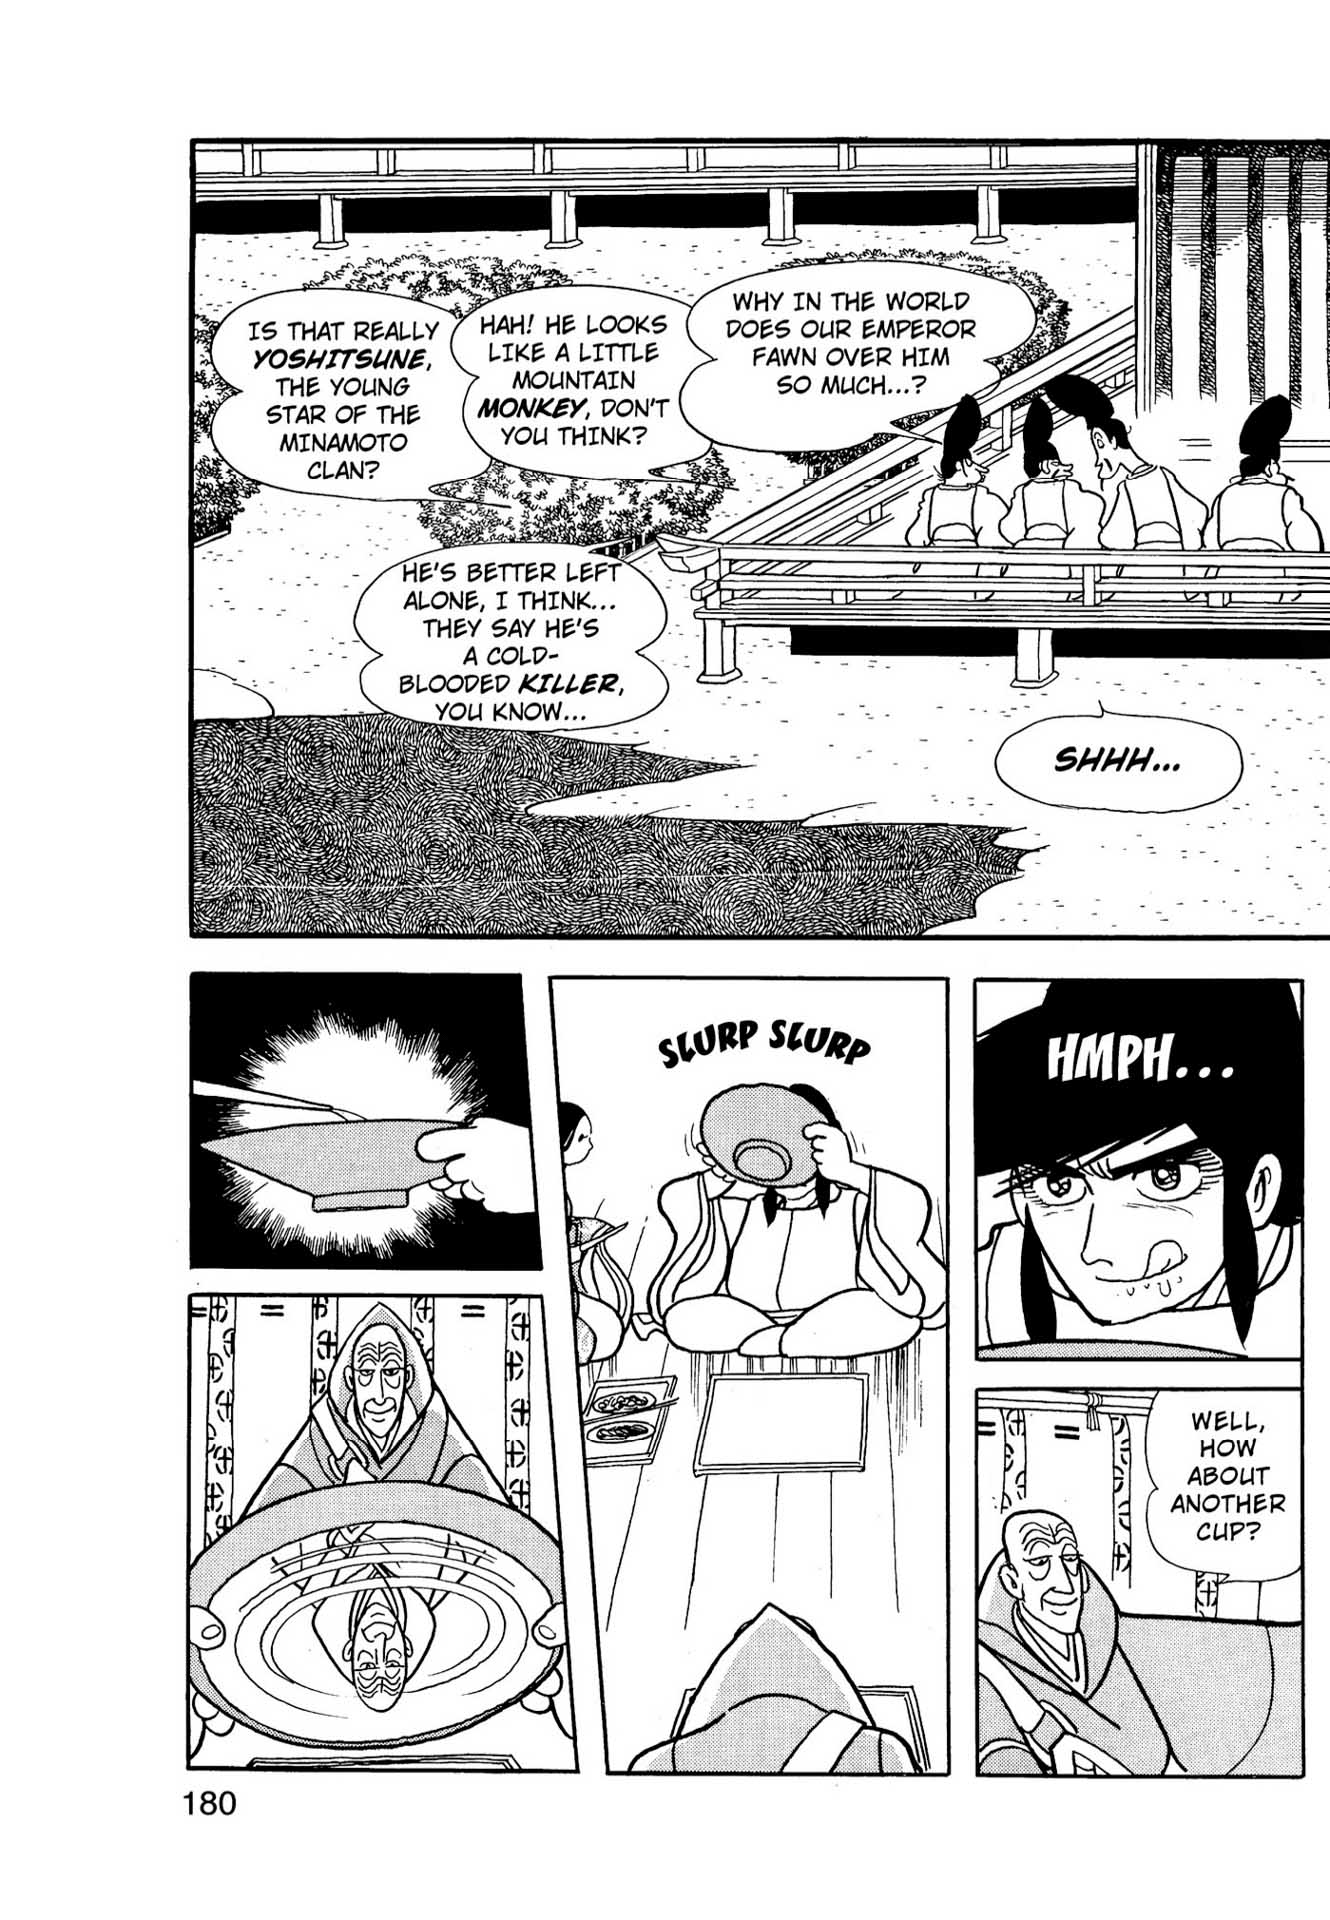 IS THAT REALLY
YOSHITSUNE,
THE YOUNG
STAR OF THE
MINAMOTO
CLAN?
HAH! HE LOOKS
LIKE A LITTLE
MOUNTAIN
MONKEY, DON'T
YOU THINK?
WHY IN THE WORLD
DOES OUR EMPEROR
FAWN OVER HIM
SO MUCH...?
HE'S BETTER LEFT
ALONE, I THINK...
THEY SAY HE'S
A COLD-
BLOODED KILLER,
YOU KNOW...
SHHH...
SLURP SLURP
HMPH...
WELL,
HOW
ABOUT
ANOTHER
CUP?
180